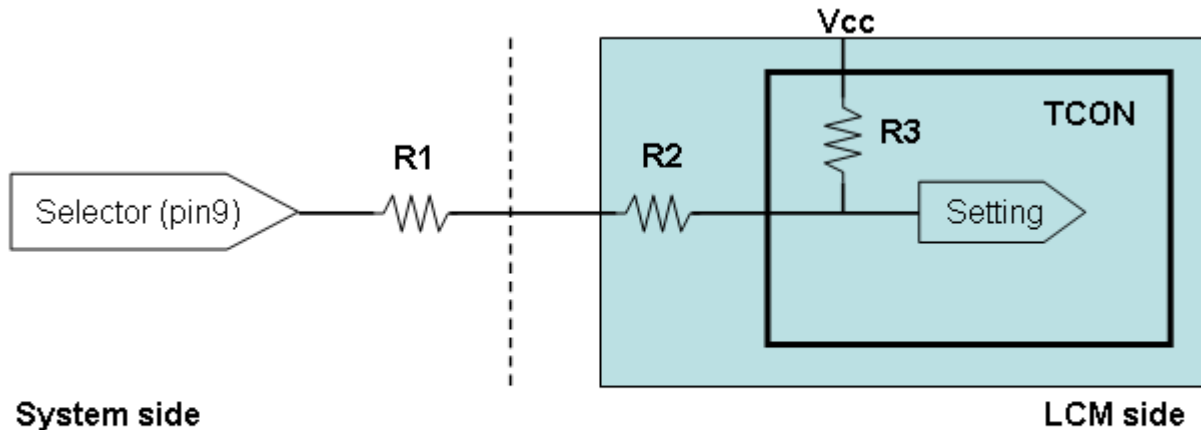 Vcc
TCON
R3
R1
R2
Selector (pin9)
Setting
System side
LCM side